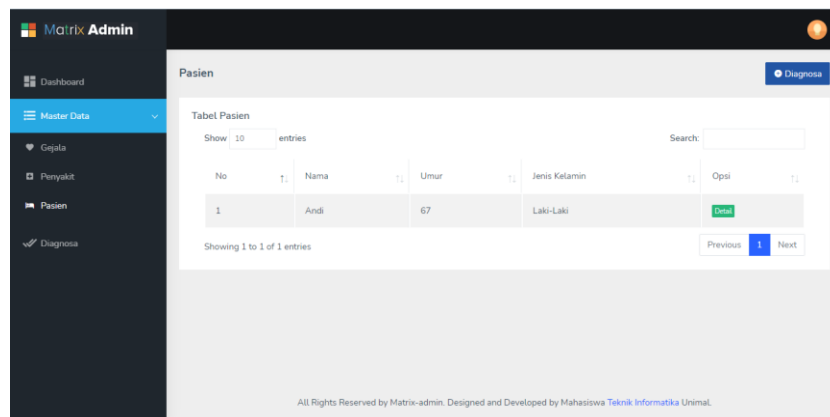 Matrix Admin
Dashboard
Master Data
Gejala
Penyakit
Pasien
Diagnosa
Pasien
Diagnosa
Tabel Pasien
Show 10 entries
Search:
No Nama Umur Jenis Kelamin Opsi
1 Andi 67 Laki-Laki Detail
Showing 1 to 1 of 1 entries
Previous 1 Next
All Rights Reserved by Matrix-admin. Designed and Developed by Mahasiswa Teknik Informatika Unimal.